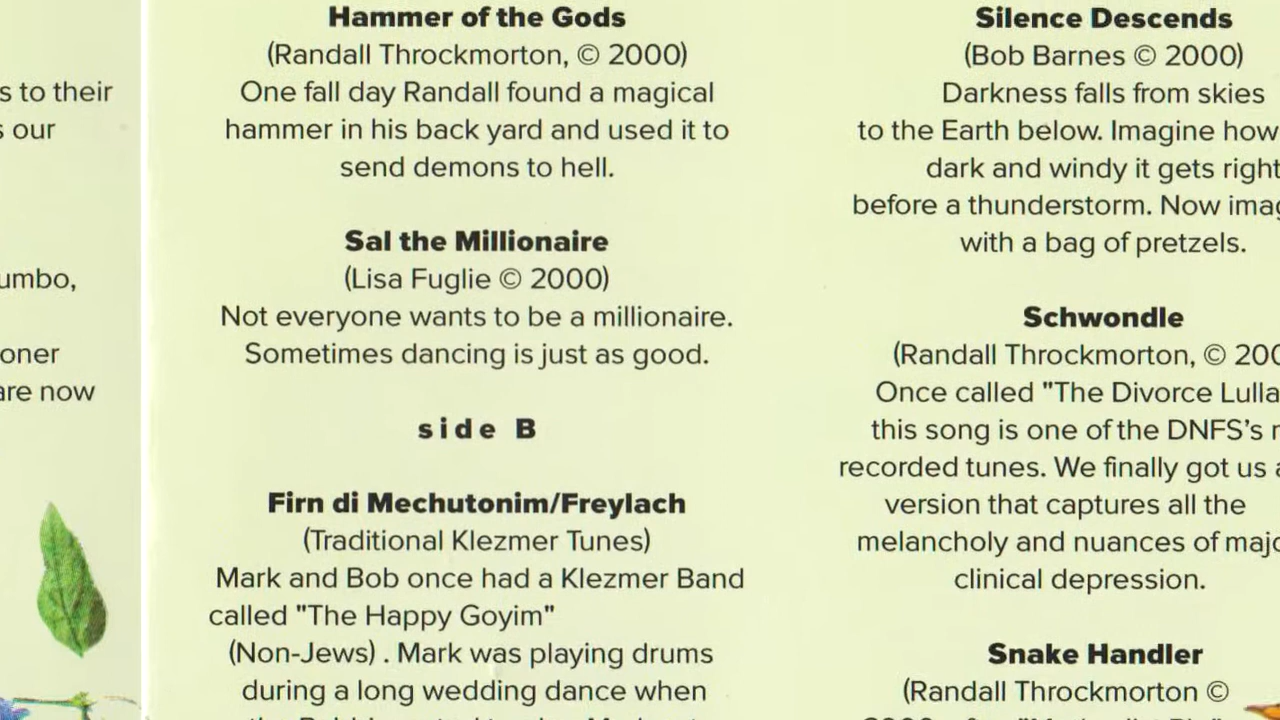 s to their
our
umbo,
oner
are now
Hammer of the Gods
(Randall Throckmorton, © 2000)
One fall day Randall found a magical
hammer in his back yard and used it to
send demons to hell.
Sal the Millionaire
(Lisa Fuglie © 2000)
Not everyone wants to be a millionaire.
Sometimes dancing is just as good.
side B
Firn di Mechutonim/Freylach
(Traditional Klezmer Tunes)
Mark and Bob once had a Klezmer Band
called "The Happy Goyim"
(Non-Jews) . Mark was playing drums
during a long wedding dance when
Silence Descends
(Bob Barnes © 2000)
Darkness falls from skies
to the Earth below. Imagine how
dark and windy it gets right
before a thunderstorm. Now imag
with a bag of pretzels.
Schwondle
(Randall Throckmorton, © 200
Once called "The Divorce Lulla
this song is one of the DNFS’s
recorded tunes. We finally got us a
version that captures all the
melancholy and nuances of majo
clinical depression.
Snake Handler
(Randall Throckmorton ©